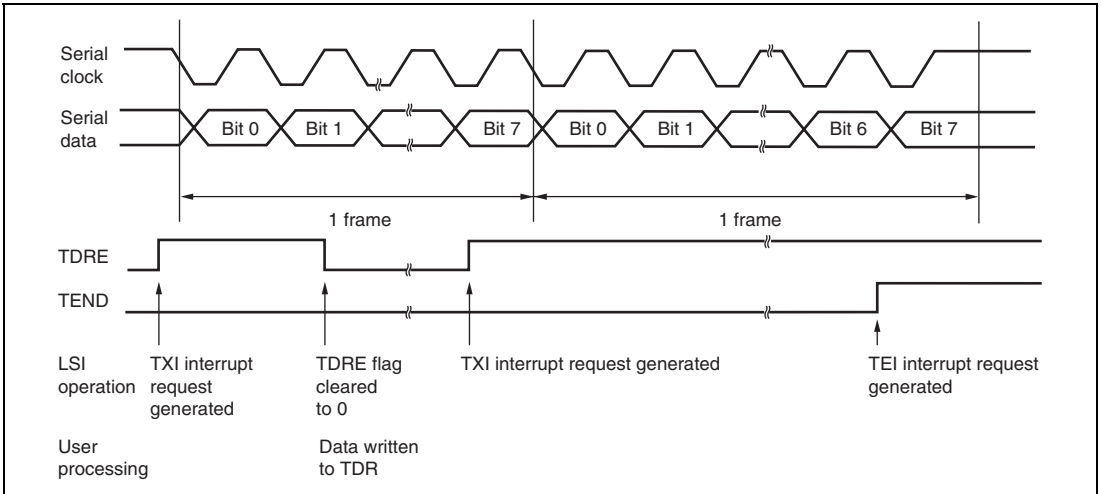 Serial
clock
Serial
data
Bit 0 Bit 1 Bit 7 Bit 0 Bit 1 Bit 6 Bit 7
1 frame 1 frame
TDRE
TEND
LSI
operation
TXI interrupt
request
generated
TDRE flag
cleared
to 0
TXI interrupt request generated
TEI interrupt request
generated
User
processing
Data written
to TDR